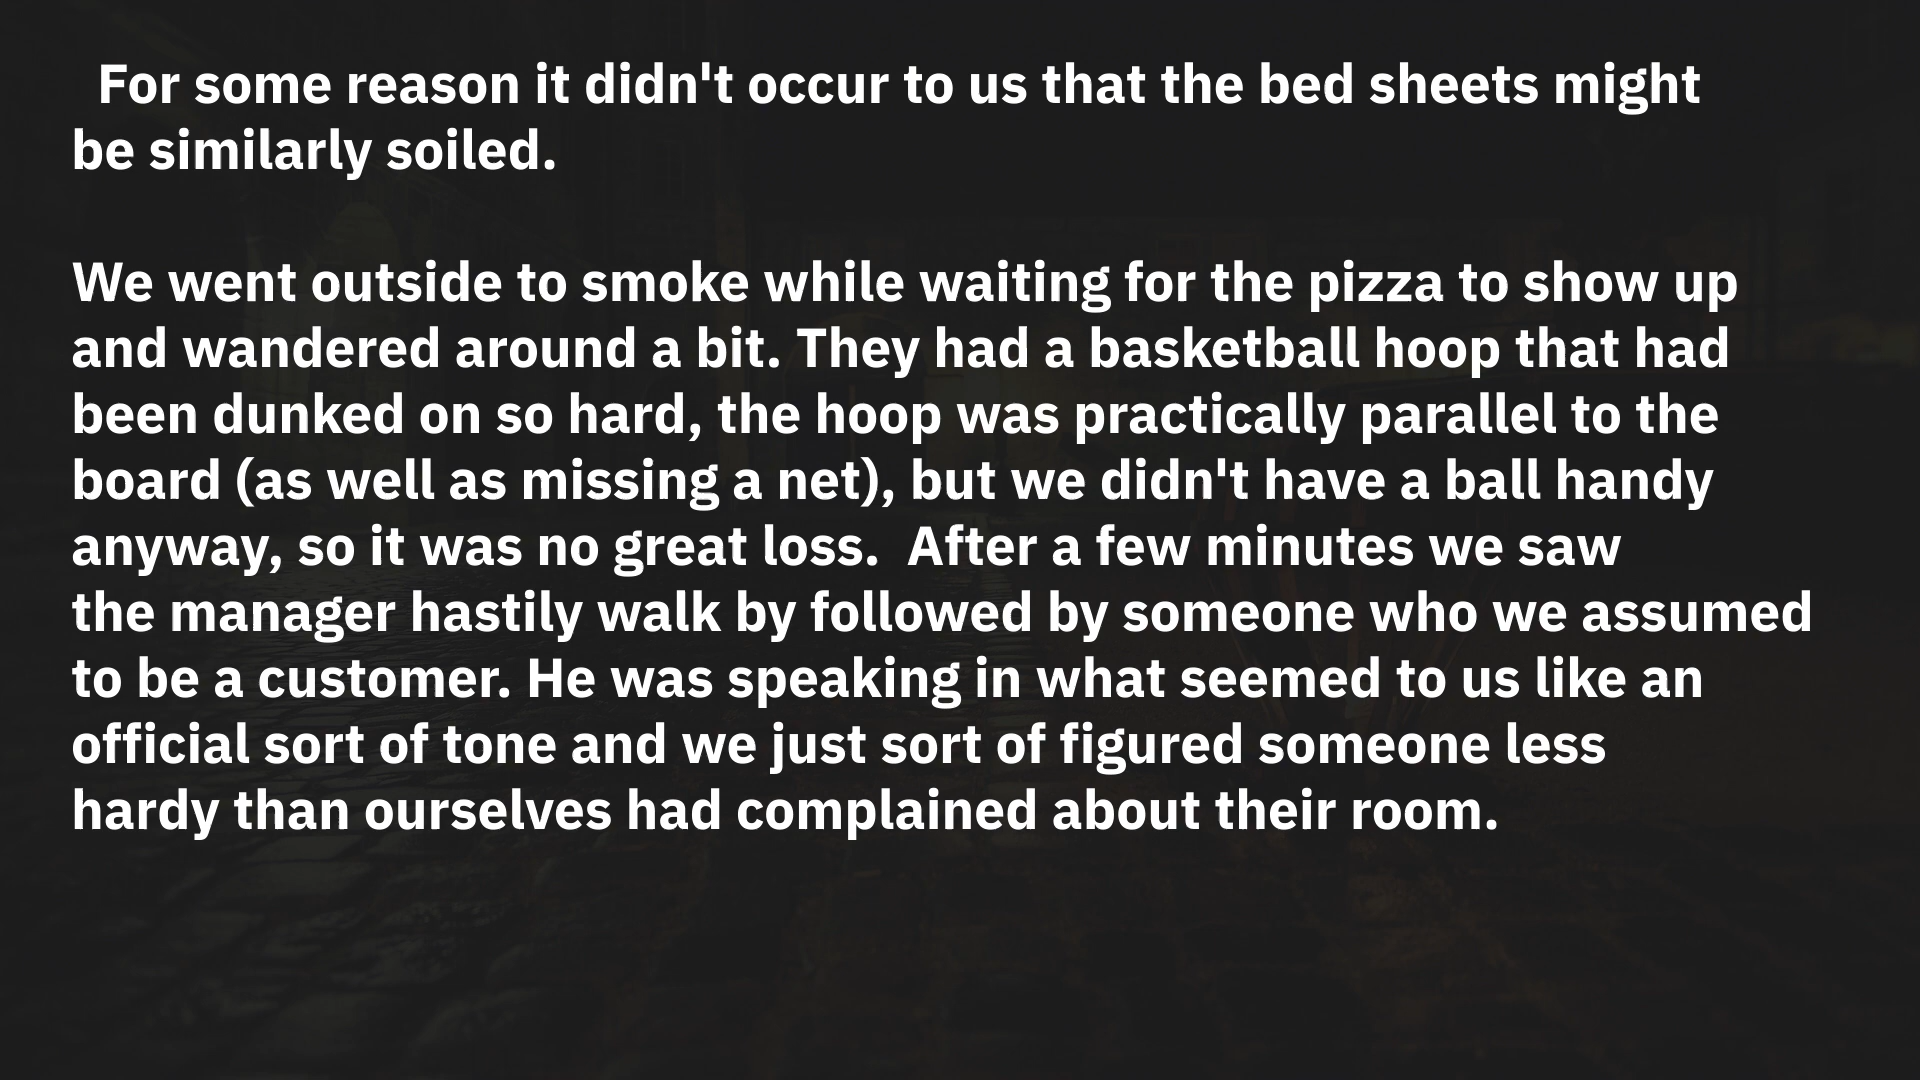 For some reason it didn't occur to us that the bed sheets might
be similarly soiled.
We went outside to smoke while waiting for the pizza to show up
and wandered around a bit. They had a basketball hoop that had
been dunked on so hard, the hoop was practically parallel to the
board (as well as missing a net), but we didn't have a ball handy
anyway, so it was no great loss.  After a few minutes we saw
the manager hastily walk by followed by someone who we assumed
to be a customer. He was speaking in what seemed to us like an
official sort of tone and we just sort of figured someone less
hardy than ourselves had complained about their room.